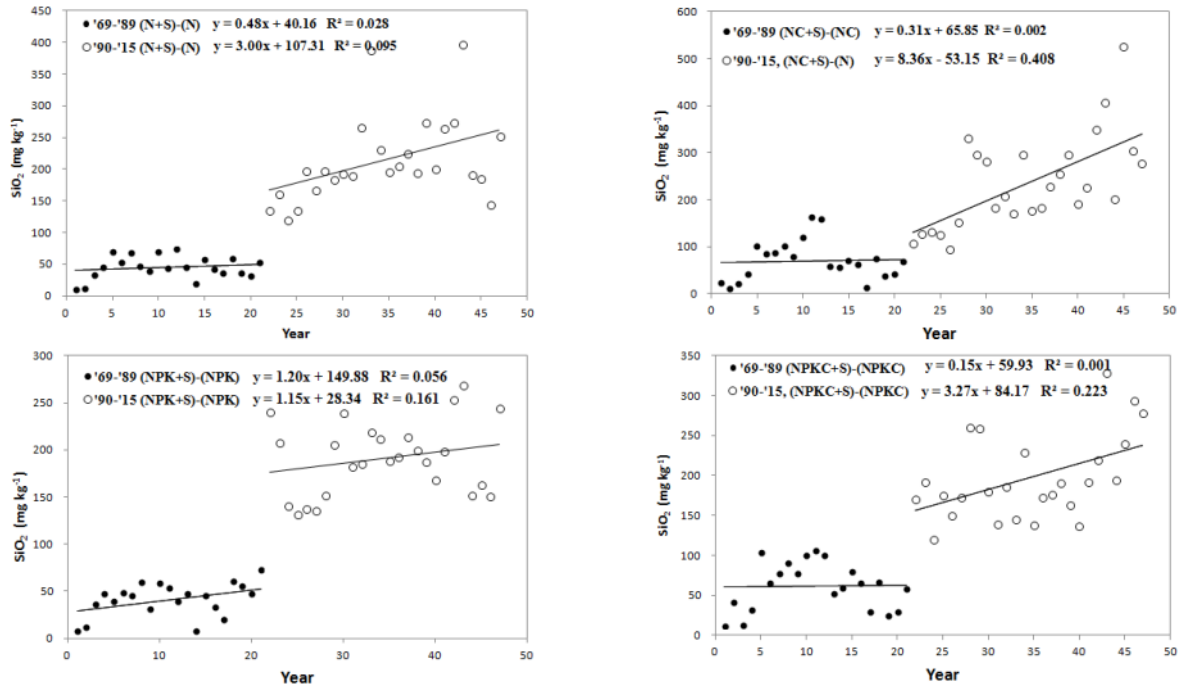 '69-'89 (N+S)-(N) y = 0.48x + 40.16 R² = 0.028
'90-'15 (N+S)-(N) y = 3.00x + 107.31 R² = 0.095
SiO₂ (mg kg⁻¹)
450
400
350
300
250
200
150
100
50
0
0 5 10 15 20 25 30 35 40 45 50
Year
'69-'89 (NC+S)-(NC) y = 0.31x + 65.85 R² = 0.002
'90-'15, (NC+S)-(N) y = 8.36x - 53.15 R² = 0.408
SiO₂ (mg kg⁻¹)
600
500
400
300
200
100
0
0 5 10 15 20 25 30 35 40 45 50
Year
'69-'89 (NPK+S)-(NPK) y = 1.20x + 149.88 R² = 0.056
'90-'15 (NPK+S)-(NPK) y = 1.15x + 28.34 R² = 0.161
SiO₂ (mg kg⁻¹)
300
250
200
150
100
50
0
0 10 20 30 40 50
Year
'69-'89 (NPKC+S)-(NPKC) y = 0.15x + 59.93 R² = 0.001
'90-'15, (NPKC+S)-(NPKC) y = 3.27x + 84.17 R² = 0.223
SiO₂ (mg kg⁻¹)
350
300
250
200
150
100
50
0
0 5 10 15 20 25 30 35 40 45 50
Year